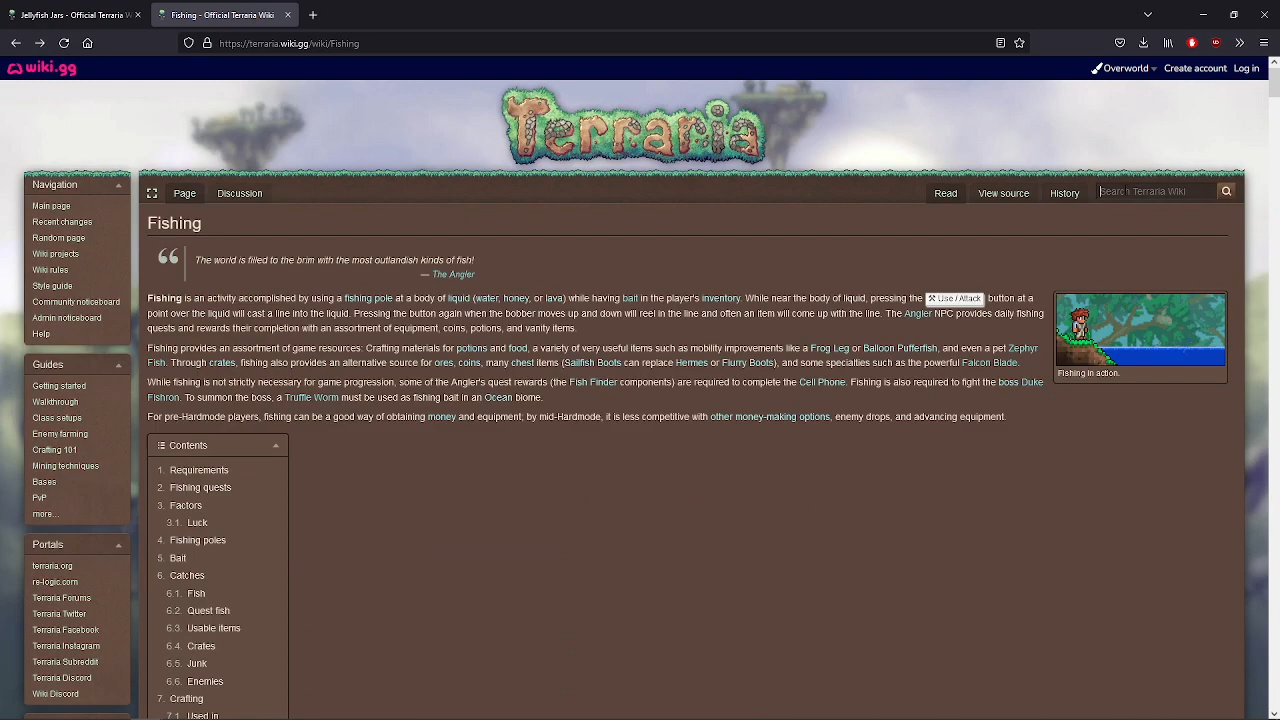 Jellyfish Jars - Official Terraria W
Fishing - Official Terraria Wiki
https://terraria.wiki.gg/wiki/Fishing
wiki.gg
Overworld
Create account
Log in
Terraria
Navigation
Main page
Recent changes
Random page
Wiki projects
Wiki rules
Style guide
Community noticeboard
Admin noticeboard
Help
Guides
Getting started
Walkthrough
Class setups
Enemy farming
Crafting 101
Mining techniques
Bases
PvP
more...
Portals
terraria.org
re-logic.com
Terraria Forums
Terraria Twitter
Terraria Facebook
Terraria Instagram
Terraria Subreddit
Terraria Discord
Wiki Discord
Page
Discussion
Read
View source
History
Search Terraria Wiki
Fishing
The world is filled to the brim with the most outlandish kinds of fish!
— The Angler
Fishing is an activity accomplished by using a fishing pole at a body of liquid (water, honey, or lava) while having bait in the player's inventory. While near the body of liquid, pressing the Use / Attack button at a
point over the liquid will cast a line into the liquid. Pressing the button again when the bobber moves up and down will reel in the line and often an item will come up with the line. The Angler NPC provides daily fishing
quests and rewards their completion with an assortment of equipment, coins, potions, and vanity items.
Fishing provides an assortment of game resources: Crafting materials for potions and food, a variety of very useful items such as mobility improvements like a Frog Leg or Balloon Pufferfish, and even a pet Zephyr
Fish. Through crates, fishing also provides an alternative source for ores, coins, many chest items (Sailfish Boots can replace Hermes or Flurry Boots), and some specialties such as the powerful Falcon Blade.
While fishing is not strictly necessary for game progression, some of the Angler's quest rewards (the Fish Finder components) are required to complete the Cell Phone. Fishing is also required to fight the boss Duke
Fishron. To summon the boss, a Truffle Worm must be used as fishing bait in an Ocean biome.
For pre-Hardmode players, fishing can be a good way of obtaining money and equipment; by mid-Hardmode, it is less competitive with other money-making options, enemy drops, and advancing equipment.
Fishing in action.
Contents
1. Requirements
2. Fishing quests
3. Factors
3.1. Luck
4. Fishing poles
5. Bait
6. Catches
6.1. Fish
6.2. Quest fish
6.3. Usable items
6.4. Crates
6.5. Junk
6.6. Enemies
7. Crafting
7.1. Used in